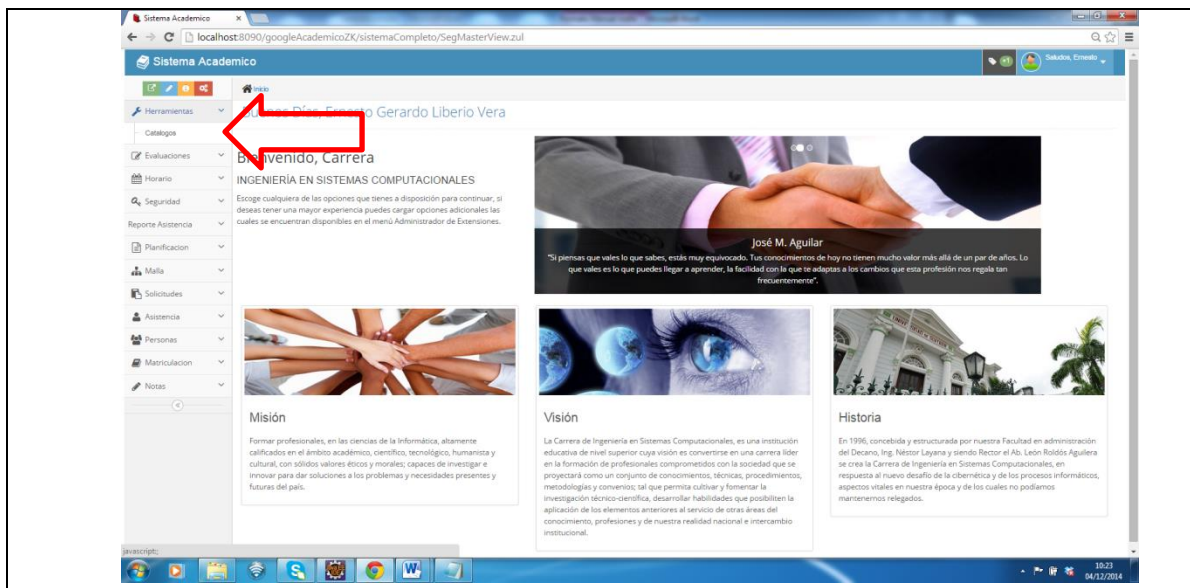 Sistema Academico
localhost:8090/googleAcademicoZK/sistemaCompleto/SegMasterView.zul
Sistema Academico
+1
Saludos, Ernesto
Inicio
Herramientas
Catalogos
Evaluaciones
Horario
Seguridad
Reporte Asistencia
Planificacion
Malla
Solicitudes
Asistencia
Personas
Matriculacion
Notas
Días, Ernesto Gerardo Liberio Vera
Bienvenido, Carrera
INGENIERÍA EN SISTEMAS COMPUTACIONALES
Escoge cualquiera de las opciones que tienes a disposición para continuar, si
deseas tener una mayor experiencia puedes cargar opciones adicionales las
cuales se encuentran disponibles en el menú Administrador de Extensiones.
José M. Aguilar
"Si piensas que vales lo que sabes, estás muy equivocado. Tus conocimientos de hoy no tienen mucho valor más allá de un par de años. Lo
que vales es lo que puedes llegar a aprender, la facilidad con la que te adaptas a los cambios que esta profesión nos regala tan
frecuentemente".
Misión
Formar profesionales, en las ciencias de la Informática, altamente
calificados en el ámbito académico, científico, tecnológico, humanista y
cultural, con sólidos valores éticos y morales; capaces de investigar e
innovar para dar soluciones a los problemas y necesidades presentes y
futuras del país.
Visión
La Carrera de Ingeniería en Sistemas Computacionales, es una institución
educativa de nivel superior cuya visión es convertirse en una carrera líder
en la formación de profesionales comprometidos con la sociedad que se
proyectará como un conjunto de conocimientos, técnicas, procedimientos,
metodologías y convenios; tal que permita cultivar y fomentar la
investigación técnico-científica, desarrollar habilidades que posibiliten la
aplicación de los elementos anteriores al servicio de otras áreas del
conocimiento, profesiones y de nuestra realidad nacional e intercambio
institucional.
Historia
En 1996, concebida y estructurada por nuestra Facultad en administración
del Decano, Ing. Néstor Layana y siendo Rector el Ab. León Roldós Aguilera
se crea la Carrera de Ingeniería en Sistemas Computacionales, en
respuesta al nuevo desafío de la cibernética y de los procesos informáticos,
aspectos vitales en nuestra época y de los cuales no podíamos
mantenernos relegados.
javascript:;
10:23
04/12/2014